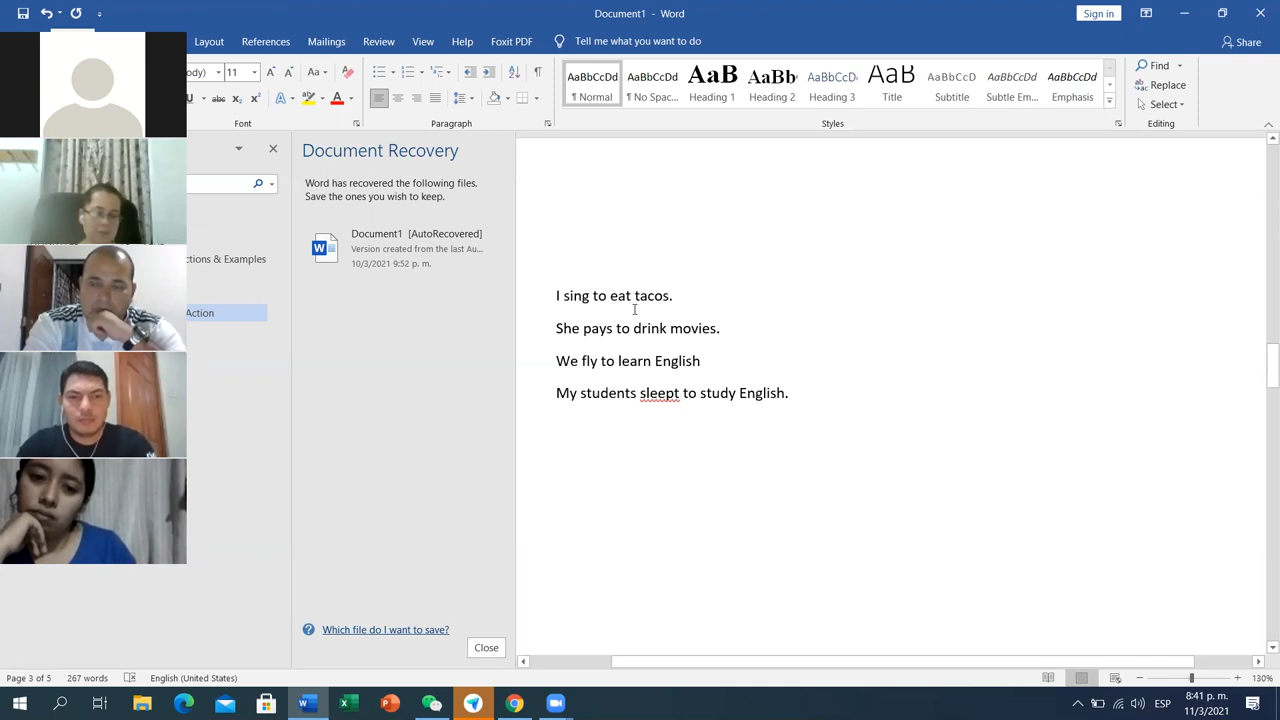 Document1 - Word
Sign in
Layout References Mailings Review View Help Foxit PDF Tell me what you want to do Share
11 Aa
AaBbCcDd AaBbCcDd AaB AaBb AaBbCcD AaB AaBbCcD AaBbCcDd AaBbCcDd
¶ Normal ¶ No Spac... Heading 1 Heading 2 Heading 3 Title Subtitle Subtle Em... Emphasis
Find
Replace
Select
Font Paragraph Styles Editing
Document Recovery
Word has recovered the following files.
Save the ones you wish to keep.
Document1 [AutoRecovered]
Version created from the last Au...
10/3/2021 9:52 p. m.
ctions & Examples
Action
I sing to eat tacos.
She pays to drink movies.
We fly to learn English
My students sleept to study English.
Which file do I want to save?
Close
Page 3 of 5 267 words English (United States) 130%
ESP
8:41 p. m.
11/3/2021